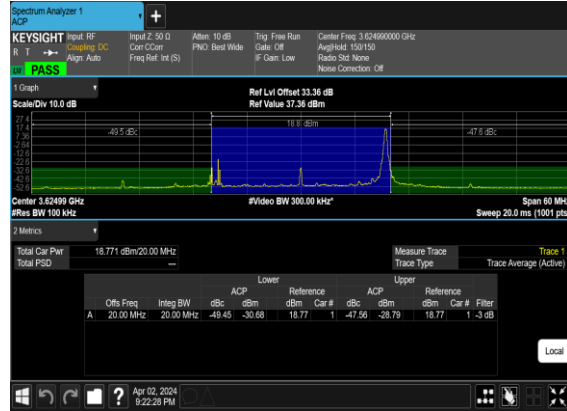 Spectrum Analyzer 1
ACP
+
KEYSIGHT Input: RF Input Z: 50 Ω Atten: 10 dB Trig: Free Run Center Freq: 3.624990000 GHz
R T Coupling: DC Corr CCorr PNO: Best Wide Gate: Off Avg|Hold: 150/150
Align: Auto Freq Ref: Int (S) IF Gain: Low Radio Std: None
LW PASS Noise Correction: Off
1 Graph Ref Lvl Offset 33.36 dB
Scale/Div 10.0 dB Ref Value 37.36 dBm
27.4
17.4 -49.5 dBc 18.8 dBm -47.6 dBc
7.36
-2.64
-12.6
-22.6
-32.6
-42.6
-52.6
Center 3.62499 GHz #Video BW 300.00 kHz* Span 60 MHz
#Res BW 100 kHz Sweep 20.0 ms (1001 pts)
2 Metrics
Total Car Pwr 18.771 dBm/20.00 MHz Measure Trace Trace 1
Total PSD --- Trace Type Trace Average (Active)
Lower Upper
ACP Reference ACP Reference
Offs Freq Integ BW dBc dBm dBm Car # dBc dBm dBm Car # Filter
A 20.00 MHz 20.00 MHz -49.45 -30.68 18.77 1 -47.56 -28.79 18.77 1 -3 dB
Local
? Apr 02, 2024
9:22:28 PM